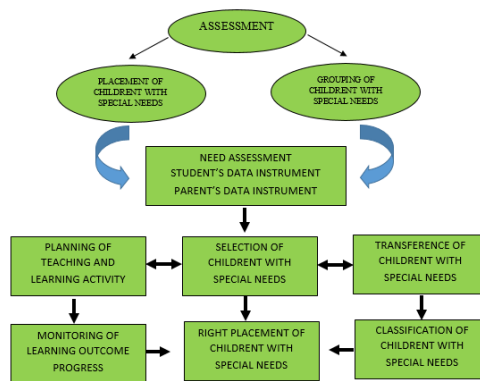 ASSESSMENT
PLACEMENT OF
CHILDRENT WITH
SPECIAL NEEDS
GROUPING OF
CHILDRENT WITH
SPECIAL NEEDS
NEED ASSESSMENT
STUDENT'S DATA INSTRUMENT
PARENT'S DATA INSTRUMENT
PLANNING OF
TEACHING AND
LEARNING ACTIVITY
SELECTION OF
CHILDRENT WITH
SPECIAL NEEDS
TRANSFERENCE OF
CHILDRENT WITH
SPECIAL NEEDS
MONITORING OF
LEARNING OUTCOME
PROGRESS
RIGHT PLACEMENT OF
CHILDRENT WITH
SPECIAL NEEDS
CLASSIFICATION OF
CHILDRENT WITH
SPECIAL NEEDS